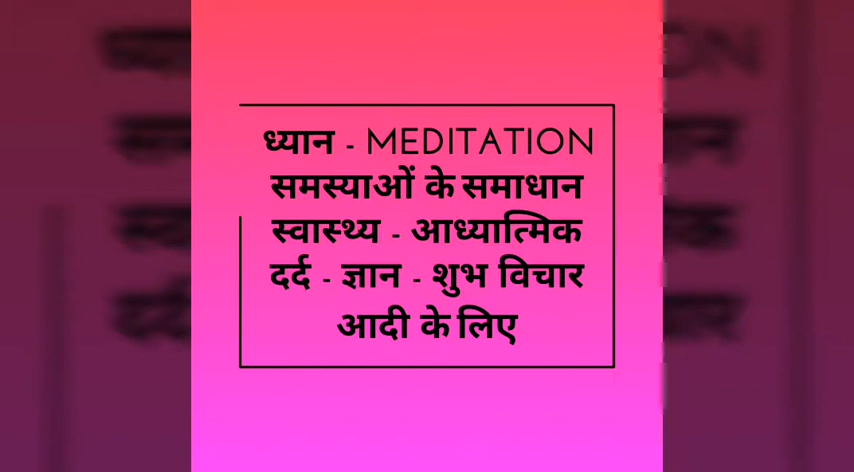 ध्यान - MEDITATION
समस्याओं के समाधान
स्वास्थ्य - आध्यात्मिक
दर्द - ज्ञान - शुभ विचार
आदी के लिए